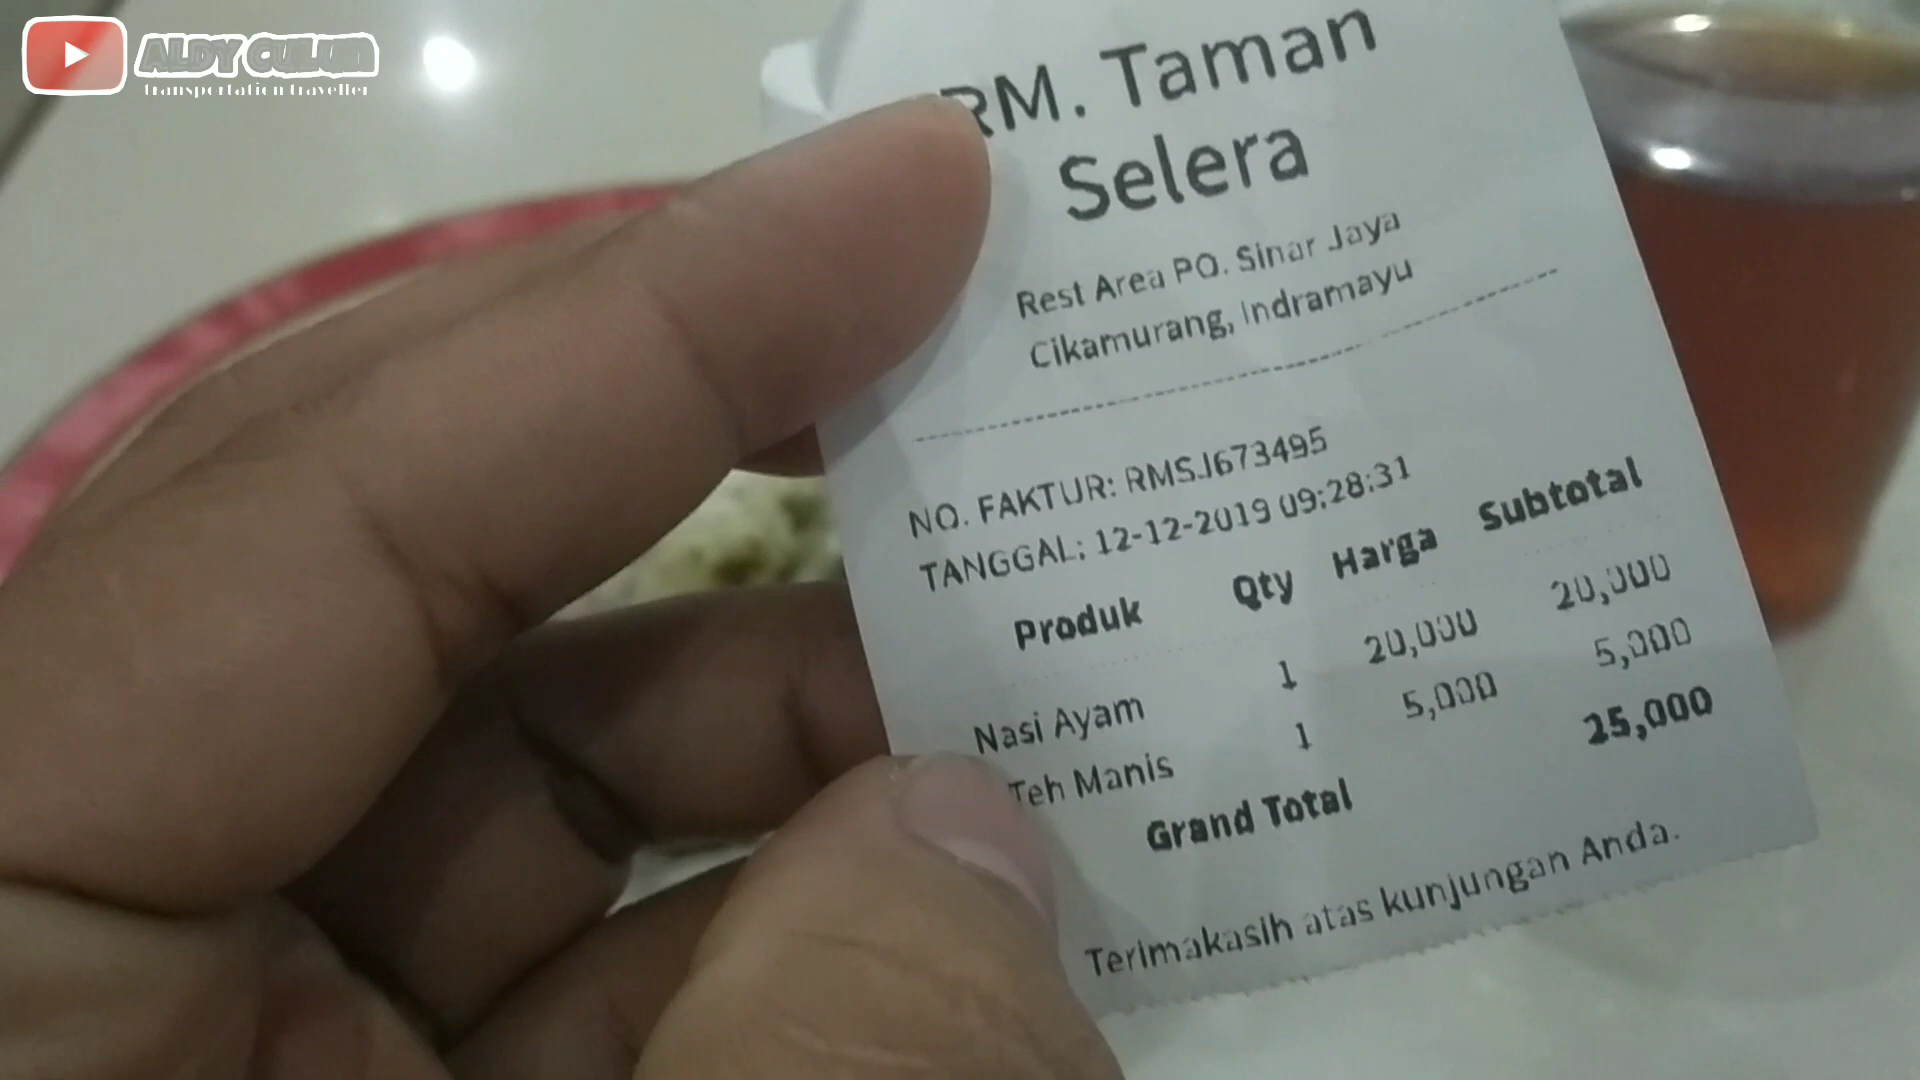 ALDY CULUN
transportation traveller
RM. Taman
Selera
Rest Area PO. Sinar Jaya
Cikamurang, Indramayu
NO. FAKTUR: RMSJ673495
TANGGAL: 12-12-2019 09:28:31
Produk Qty Harga Subtotal
Nasi Ayam 1 20,000 20,000
Teh Manis 1 5,000 5,000
Grand Total 25,000
Terimakasih atas kunjungan Anda.